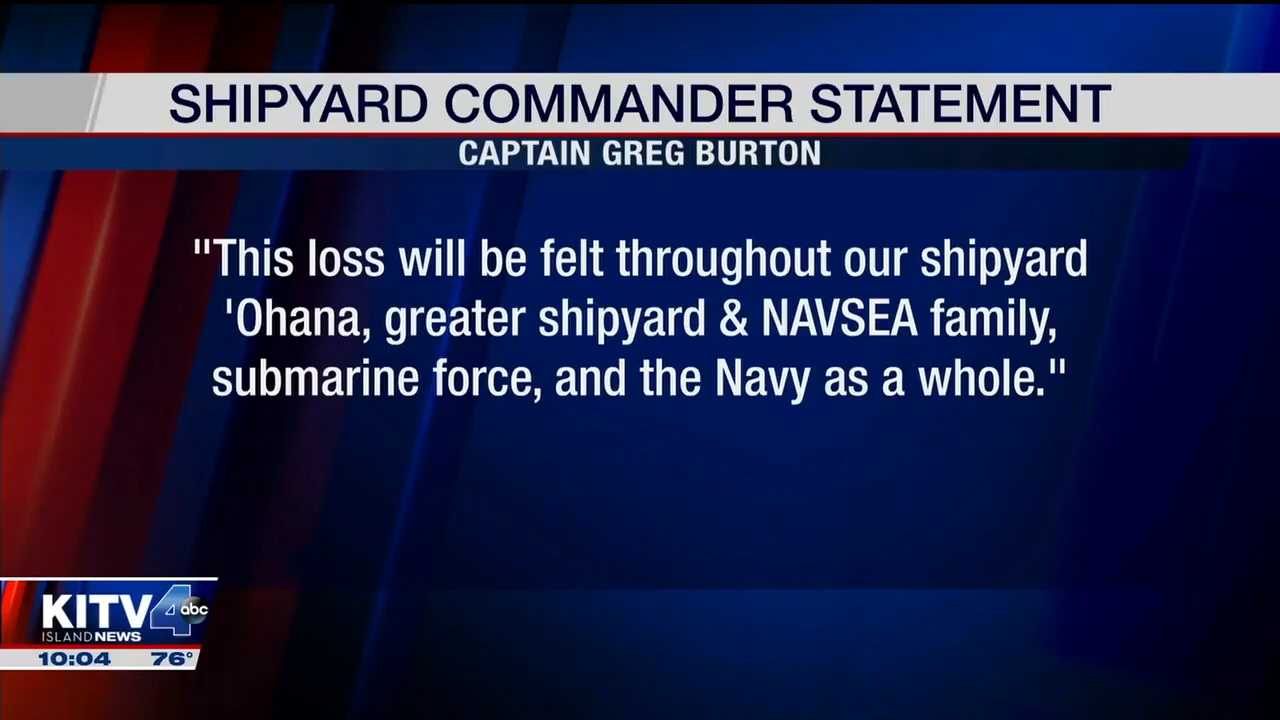 SHIPYARD COMMANDER STATEMENT
CAPTAIN GREG BURTON
"This loss will be felt throughout our shipyard
'Ohana, greater shipyard & NAVSEA family,
submarine force, and the Navy as a whole."
KITV4 abc
ISLAND NEWS
10:04 76°